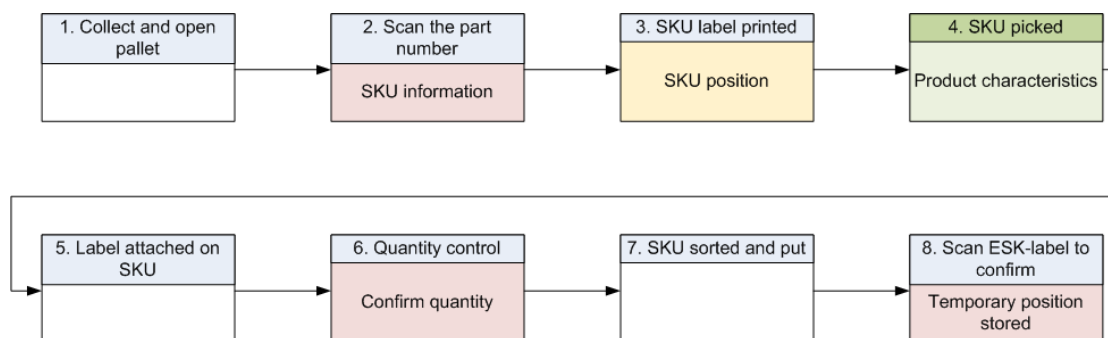 1. Collect and open
pallet
2. Scan the part
number
SKU information
3. SKU label printed
SKU position
4. SKU picked
Product characteristics
5. Label attached on
SKU
6. Quantity control
Confirm quantity
7. SKU sorted and put
8. Scan ESK-label to
confirm
Temporary position
stored